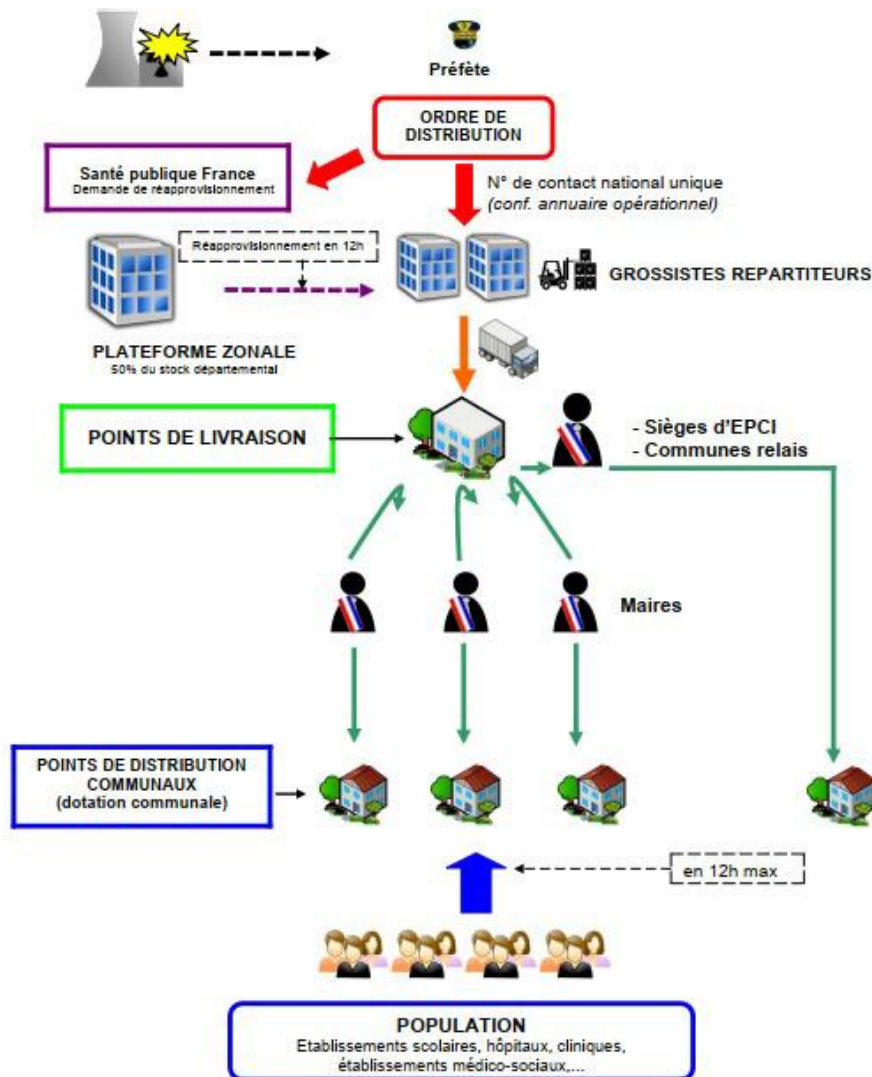 Préfète
ORDRE DE
DISTRIBUTION
Santé publique France
Demande de réapprovisionnement
N° de contact national unique
(conf. annuaire opérationnel)
Réapprovisionnement en 12h
GROSSISTES REPARTITEURS
PLATEFORME ZONALE
50% du stock départemental
POINTS DE LIVRAISON
- Sièges d'EPCI
- Communes relais
Maires
POINTS DE DISTRIBUTION
COMMUNAUX
(dotation communale)
en 12h max
POPULATION
Etablissements scolaires, hôpitaux, cliniques,
établissements médico-sociaux,...